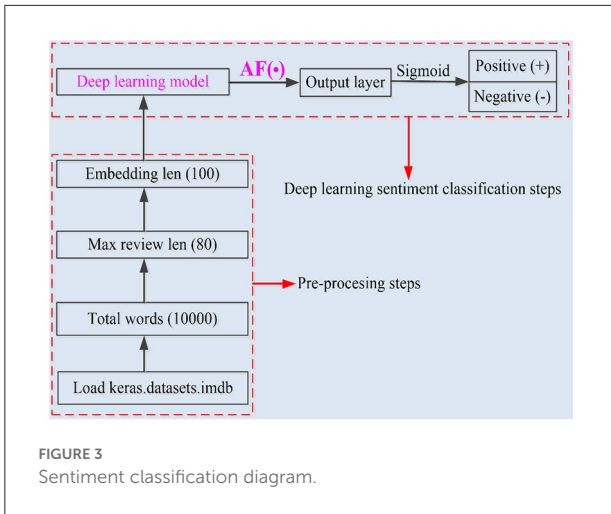 Deep learning model
AF(•)
Output layer
Sigmoid
Positive (+)
Negative (-)
Deep learning sentiment classification steps
Embedding len (100)
Max review len (80)
Pre-procesing steps
Total words (10000)
Load keras.datasets.imdb
FIGURE 3
Sentiment classification diagram.